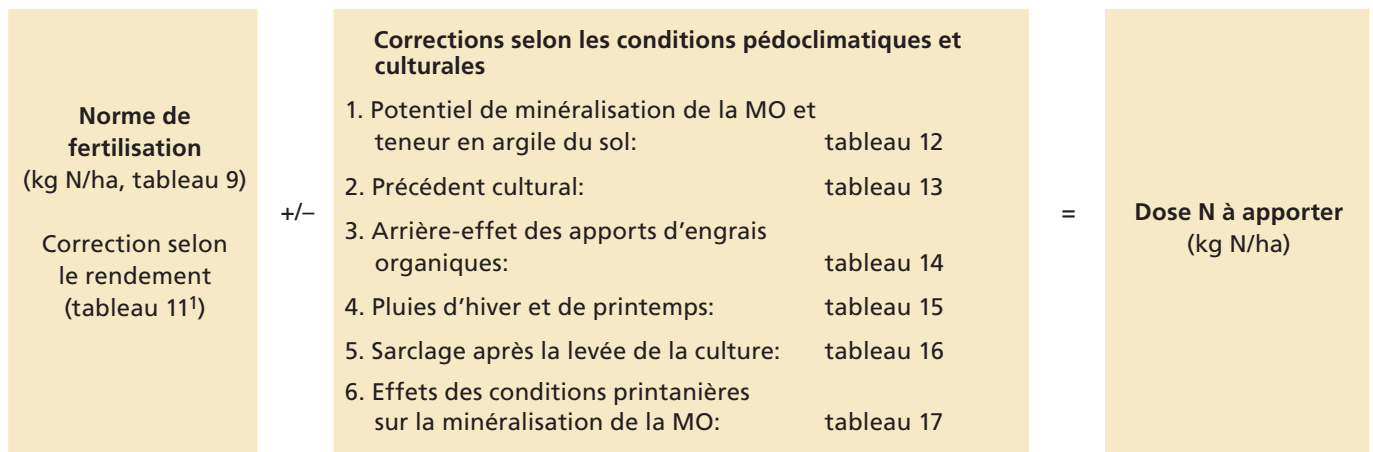 Norme de
fertilisation
(kg N/ha, tableau 9)
Correction selon
le rendement
(tableau 11¹)
+/–
Corrections selon les conditions pédoclimatiques et
culturales
1. Potentiel de minéralisation de la MO et
teneur en argile du sol: tableau 12
2. Précédent cultural: tableau 13
3. Arrière-effet des apports d'engrais
organiques: tableau 14
4. Pluies d'hiver et de printemps: tableau 15
5. Sarclage après la levée de la culture: tableau 16
6. Effets des conditions printanières
sur la minéralisation de la MO: tableau 17
=
Dose N à apporter
(kg N/ha)